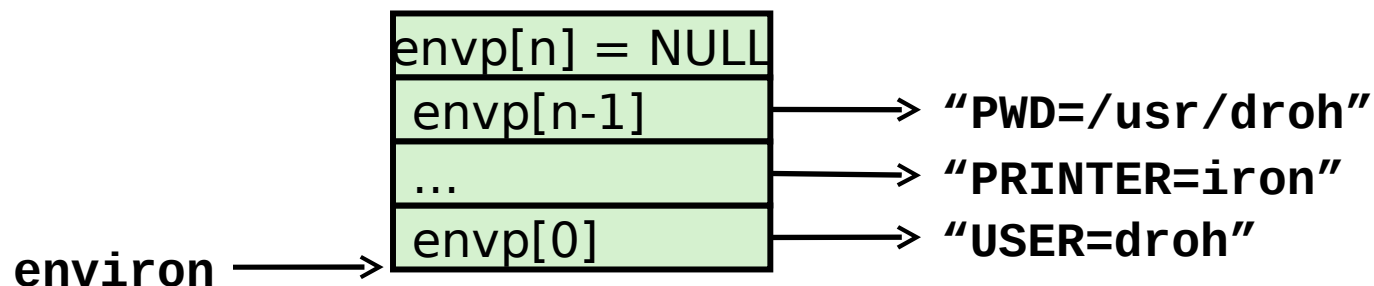 envp[n] = NULL
envp[n-1] “PWD=/usr/droh”
... “PRINTER=iron”
envp[0] “USER=droh”
environ